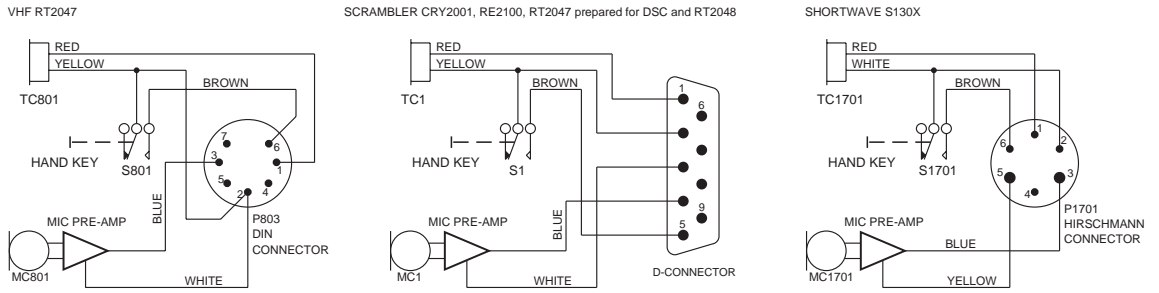 VHF RT2047
RED
YELLOW
BROWN
TC801
HAND KEY
S801
7
6
3
1
5
2
4
BLUE
MIC PRE-AMP
P803
DIN
CONNECTOR
MC801
WHITE
SCRAMBLER CRY2001, RE2100, RT2047 prepared for DSC and RT2048
RED
YELLOW
BROWN
TC1
HAND KEY
S1
1
6
9
5
BLUE
MIC PRE-AMP
MC1
WHITE
D-CONNECTOR
SHORTWAVE S130X
RED
WHITE
BROWN
TC1701
HAND KEY
S1701
1
6
2
5
3
4
MIC PRE-AMP
P1701
HIRSCHMANN
CONNECTOR
BLUE
MC1701
YELLOW